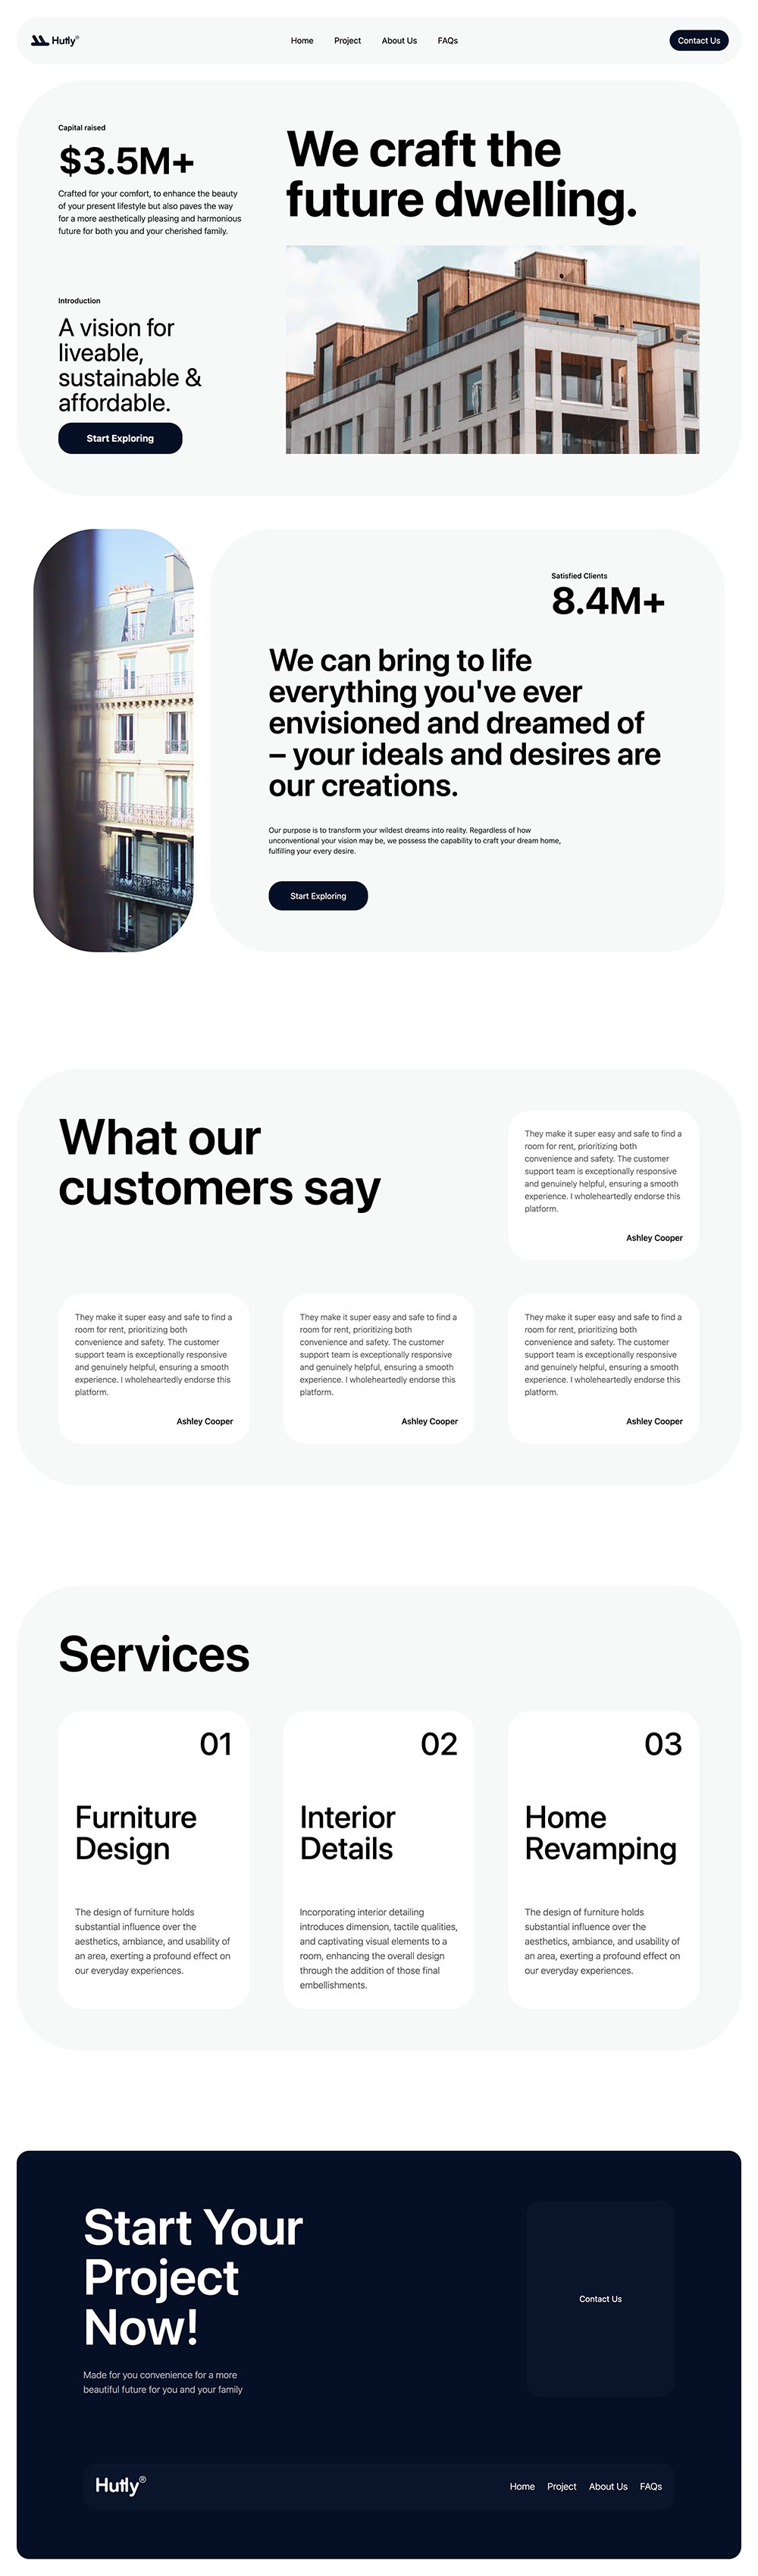 Hutly®
Home
Project
About Us
FAQs
Contact Us
Capital raised
$3.5M+
Crafted for your comfort, to enhance the beauty
of your present lifestyle but also paves the way
for a more aesthetically pleasing and harmonious
future for both you and your cherished family.
Introduction
A vision for
liveable,
sustainable &
affordable.
Start Exploring
We craft the
future dwelling.
Satisfied Clients
8.4M+
We can bring to life
everything you've ever
envisioned and dreamed of
– your ideals and desires are
our creations.
Our purpose is to transform your wildest dreams into reality. Regardless of how
unconventional your vision may be, we possess the capability to craft your dream home,
fulfilling your every desire.
Start Exploring
What our
customers say
They make it super easy and safe to find a
room for rent, prioritizing both
convenience and safety. The customer
support team is exceptionally responsive
and genuinely helpful, ensuring a smooth
experience. I wholeheartedly endorse this
platform.
Ashley Cooper
They make it super easy and safe to find a
room for rent, prioritizing both
convenience and safety. The customer
support team is exceptionally responsive
and genuinely helpful, ensuring a smooth
experience. I wholeheartedly endorse this
platform.
Ashley Cooper
They make it super easy and safe to find a
room for rent, prioritizing both
convenience and safety. The customer
support team is exceptionally responsive
and genuinely helpful, ensuring a smooth
experience. I wholeheartedly endorse this
platform.
Ashley Cooper
They make it super easy and safe to find a
room for rent, prioritizing both
convenience and safety. The customer
support team is exceptionally responsive
and genuinely helpful, ensuring a smooth
experience. I wholeheartedly endorse this
platform.
Ashley Cooper
Services
01
Furniture
Design
The design of furniture holds
substantial influence over the
aesthetics, ambiance, and usability of
an area, exerting a profound effect on
our everyday experiences.
02
Interior
Details
Incorporating interior detailing
introduces dimension, tactile qualities,
and captivating visual elements to a
room, enhancing the overall design
through the addition of those final
embellishments.
03
Home
Revamping
The design of furniture holds
substantial influence over the
aesthetics, ambiance, and usability of
an area, exerting a profound effect on
our everyday experiences.
Start Your
Project
Now!
Made for you convenience for a more
beautiful future for you and your family
Contact Us
Hutly®
Home
Project
About Us
FAQs